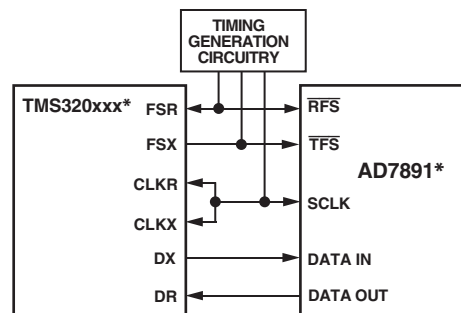 TIMING
GENERATION
CIRCUITRY
TMS320xxx*
FSR
RFS
FSX
TFS
AD7891*
CLKR
SCLK
CLKX
DX
DATA IN
DR
DATA OUT